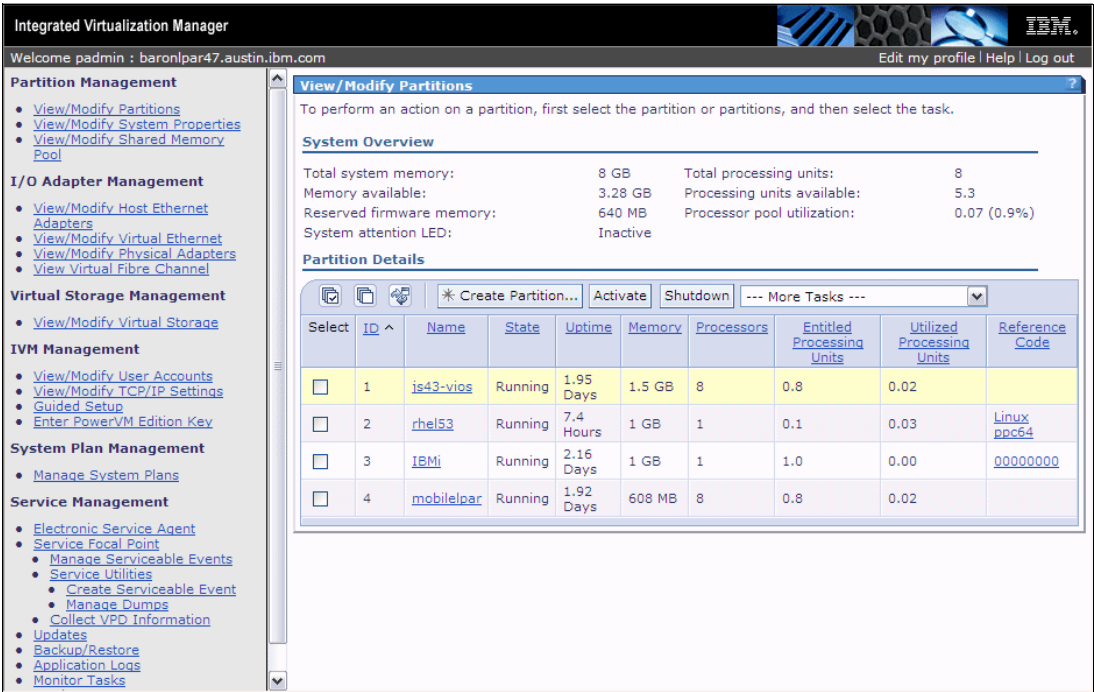 Integrated Virtualization Manager
IBM.
Welcome padmin : baronlpar47.austin.ibm.com
Edit my profile | Help | Log out
Partition Management
View/Modify Partitions
View/Modify System Properties
View/Modify Shared Memory
Pool
I/O Adapter Management
View/Modify Host Ethernet
Adapters
View/Modify Virtual Ethernet
View/Modify Physical Adapters
View Virtual Fibre Channel
Virtual Storage Management
View/Modify Virtual Storage
IVM Management
View/Modify User Accounts
View/Modify TCP/IP Settings
Guided Setup
Enter PowerVM Edition Key
System Plan Management
Manage System Plans
Service Management
Electronic Service Agent
Service Focal Point
Manage Serviceable Events
Service Utilities
Create Serviceable Event
Manage Dumps
Collect VPD Information
Updates
Backup/Restore
Application Logs
Monitor Tasks
View/Modify Partitions ?
To perform an action on a partition, first select the partition or partitions, and then select the task.
System Overview
Total system memory: 8 GB Total processing units: 8
Memory available: 3.28 GB Processing units available: 5.3
Reserved firmware memory: 640 MB Processor pool utilization: 0.07 (0.9%)
System attention LED: Inactive
Partition Details
Create Partition... Activate Shutdown --- More Tasks ---
Select ID ^ Name State Uptime Memory Processors Entitled Processing Units Utilized Processing Units Reference Code
1 js43-vios Running 1.95 Days 1.5 GB 8 0.8 0.02
2 rhel53 Running 7.4 Hours 1 GB 1 0.1 0.03 Linux ppc64
3 IBMi Running 2.16 Days 1 GB 1 1.0 0.00 00000000
4 mobilelpar Running 1.92 Days 608 MB 8 0.8 0.02